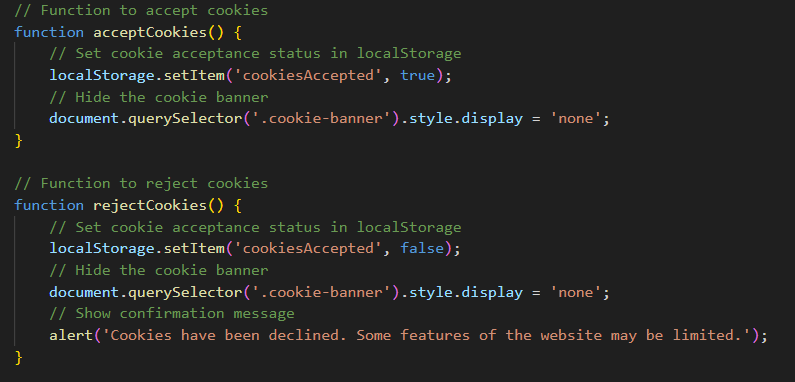 // Function to accept cookies
function acceptCookies() {
    // Set cookie acceptance status in localStorage
    localStorage.setItem('cookiesAccepted', true);
    // Hide the cookie banner
    document.querySelector('.cookie-banner').style.display = 'none';
}

// Function to reject cookies
function rejectCookies() {
    // Set cookie acceptance status in localStorage
    localStorage.setItem('cookiesAccepted', false);
    // Hide the cookie banner
    document.querySelector('.cookie-banner').style.display = 'none';
    // Show confirmation message
    alert('Cookies have been declined. Some features of the website may be limited.');
}